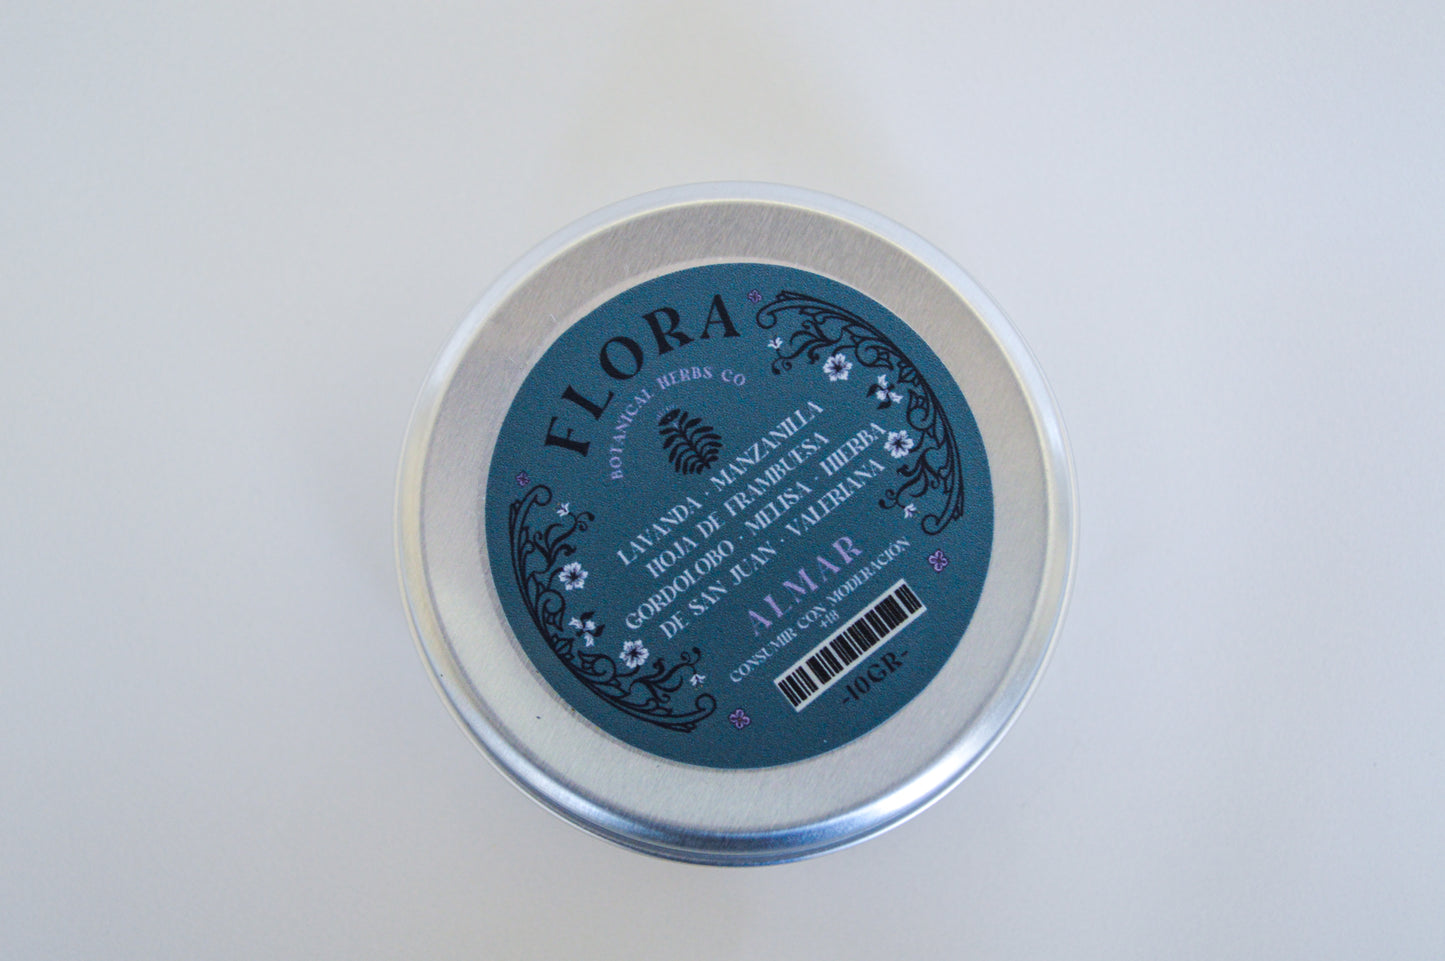 FLORA
BOTANICAL HERBS CO
LAVANDA · MANZANILLA
HOJA DE FRAMBUESA
GORDOLOBO · MELISA · HIERBA
DE SAN JUAN · VALERIANA
ALMAR
CONSUMIR CON MODERACIÓN
+18
-10GR-